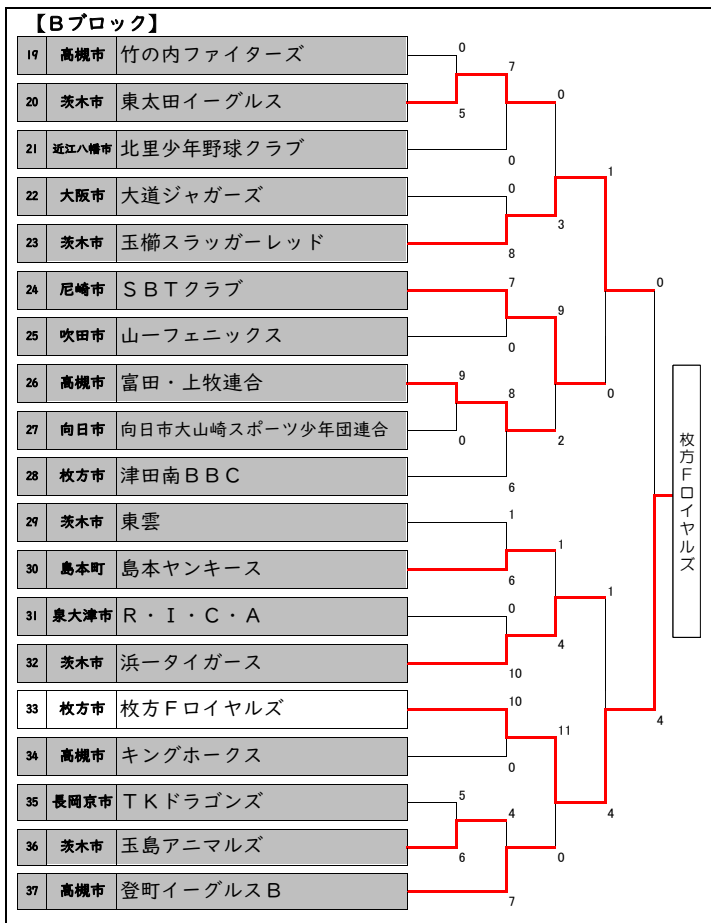 【Bブロック】
19 高槻市 竹の内ファイターズ
20 茨木市 東太田イーグルス
21 近江八幡市 北里少年野球クラブ
22 大阪市 大道ジャガーズ
23 茨木市 玉櫛スラッガーレッド
24 尼崎市 ＳＢＴクラブ
25 吹田市 山一フェニックス
26 高槻市 富田・上牧連合
27 向日市 向日市大山崎スポーツ少年団連合
28 枚方市 津田南ＢＢＣ
29 茨木市 東雲
30 島本町 島本ヤンキース
31 泉大津市 Ｒ・Ｉ・Ｃ・Ａ
32 茨木市 浜一タイガース
33 枚方市 枚方Ｆロイヤルズ
34 高槻市 キングホークス
35 長岡京市 ＴＫドラゴンズ
36 茨木市 玉島アニマルズ
37 高槻市 登町イーグルスＢ
0
5
9
0
5
6
7
0
0
8
7
0
8
6
1
6
0
10
10
0
4
7
0
3
9
2
1
4
11
0
1
0
1
4
0
4
枚方Ｆロイヤルズ